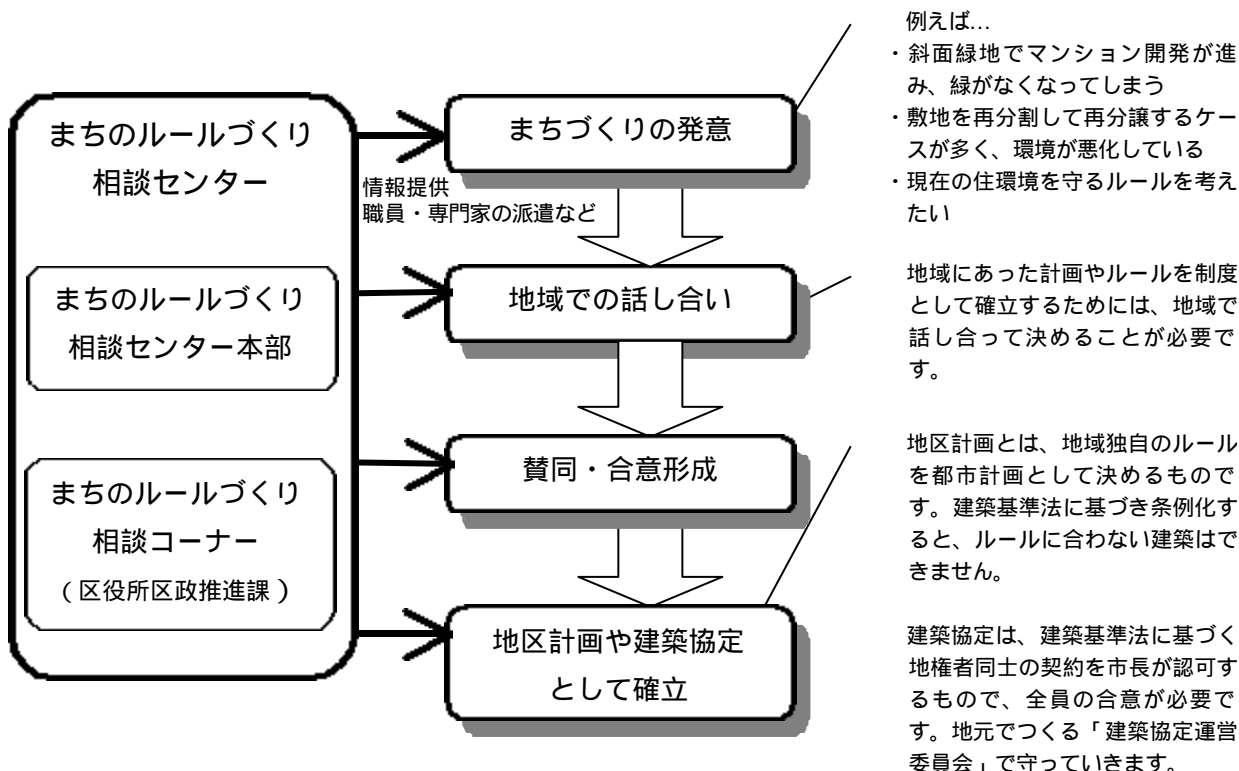 まちのルールづくり
相談センター
まちのルールづくり
相談センター本部
まちのルールづくり
相談コーナー
(区役所区政推進課)
情報提供
職員・専門家の派遣など
まちづくりの発意
地域での話し合い
賛同・合意形成
地区計画や建築協定
として確立
例えば…
・斜面緑地でマンション開発が進
み、緑がなくなってしまう
・敷地を再分割して再分譲するケー
スが多く、環境が悪化している
・現在の住環境を守るルールを考え
たい
地域にあった計画やルールを制度
として確立するためには、地域で
話し合って決めることが必要で
す。
地区計画とは、地域独自のルール
を都市計画として決めるもので
す。建築基準法に基づき条例化す
ると、ルールに合わない建築はで
きません。
建築協定は、建築基準法に基づく
地権者同士の契約を市長が認可す
るもので、全員の合意が必要で
す。地元でつくる「建築協定運営
委員会」で守っていきます。